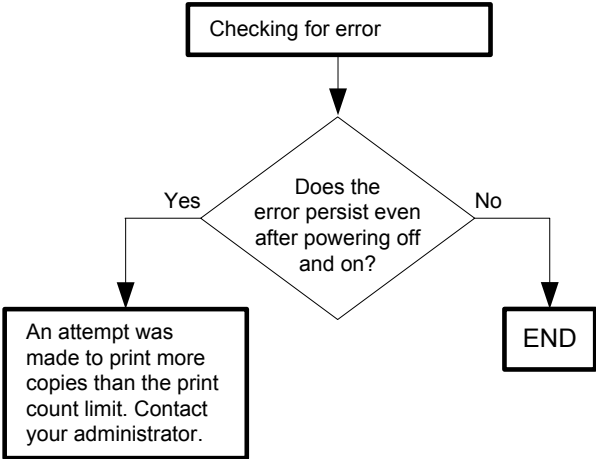 Checking for error
Does the
error persist even
after powering off
and on?
Yes
No
An attempt was
made to print more
copies than the print
count limit. Contact
your administrator.
END